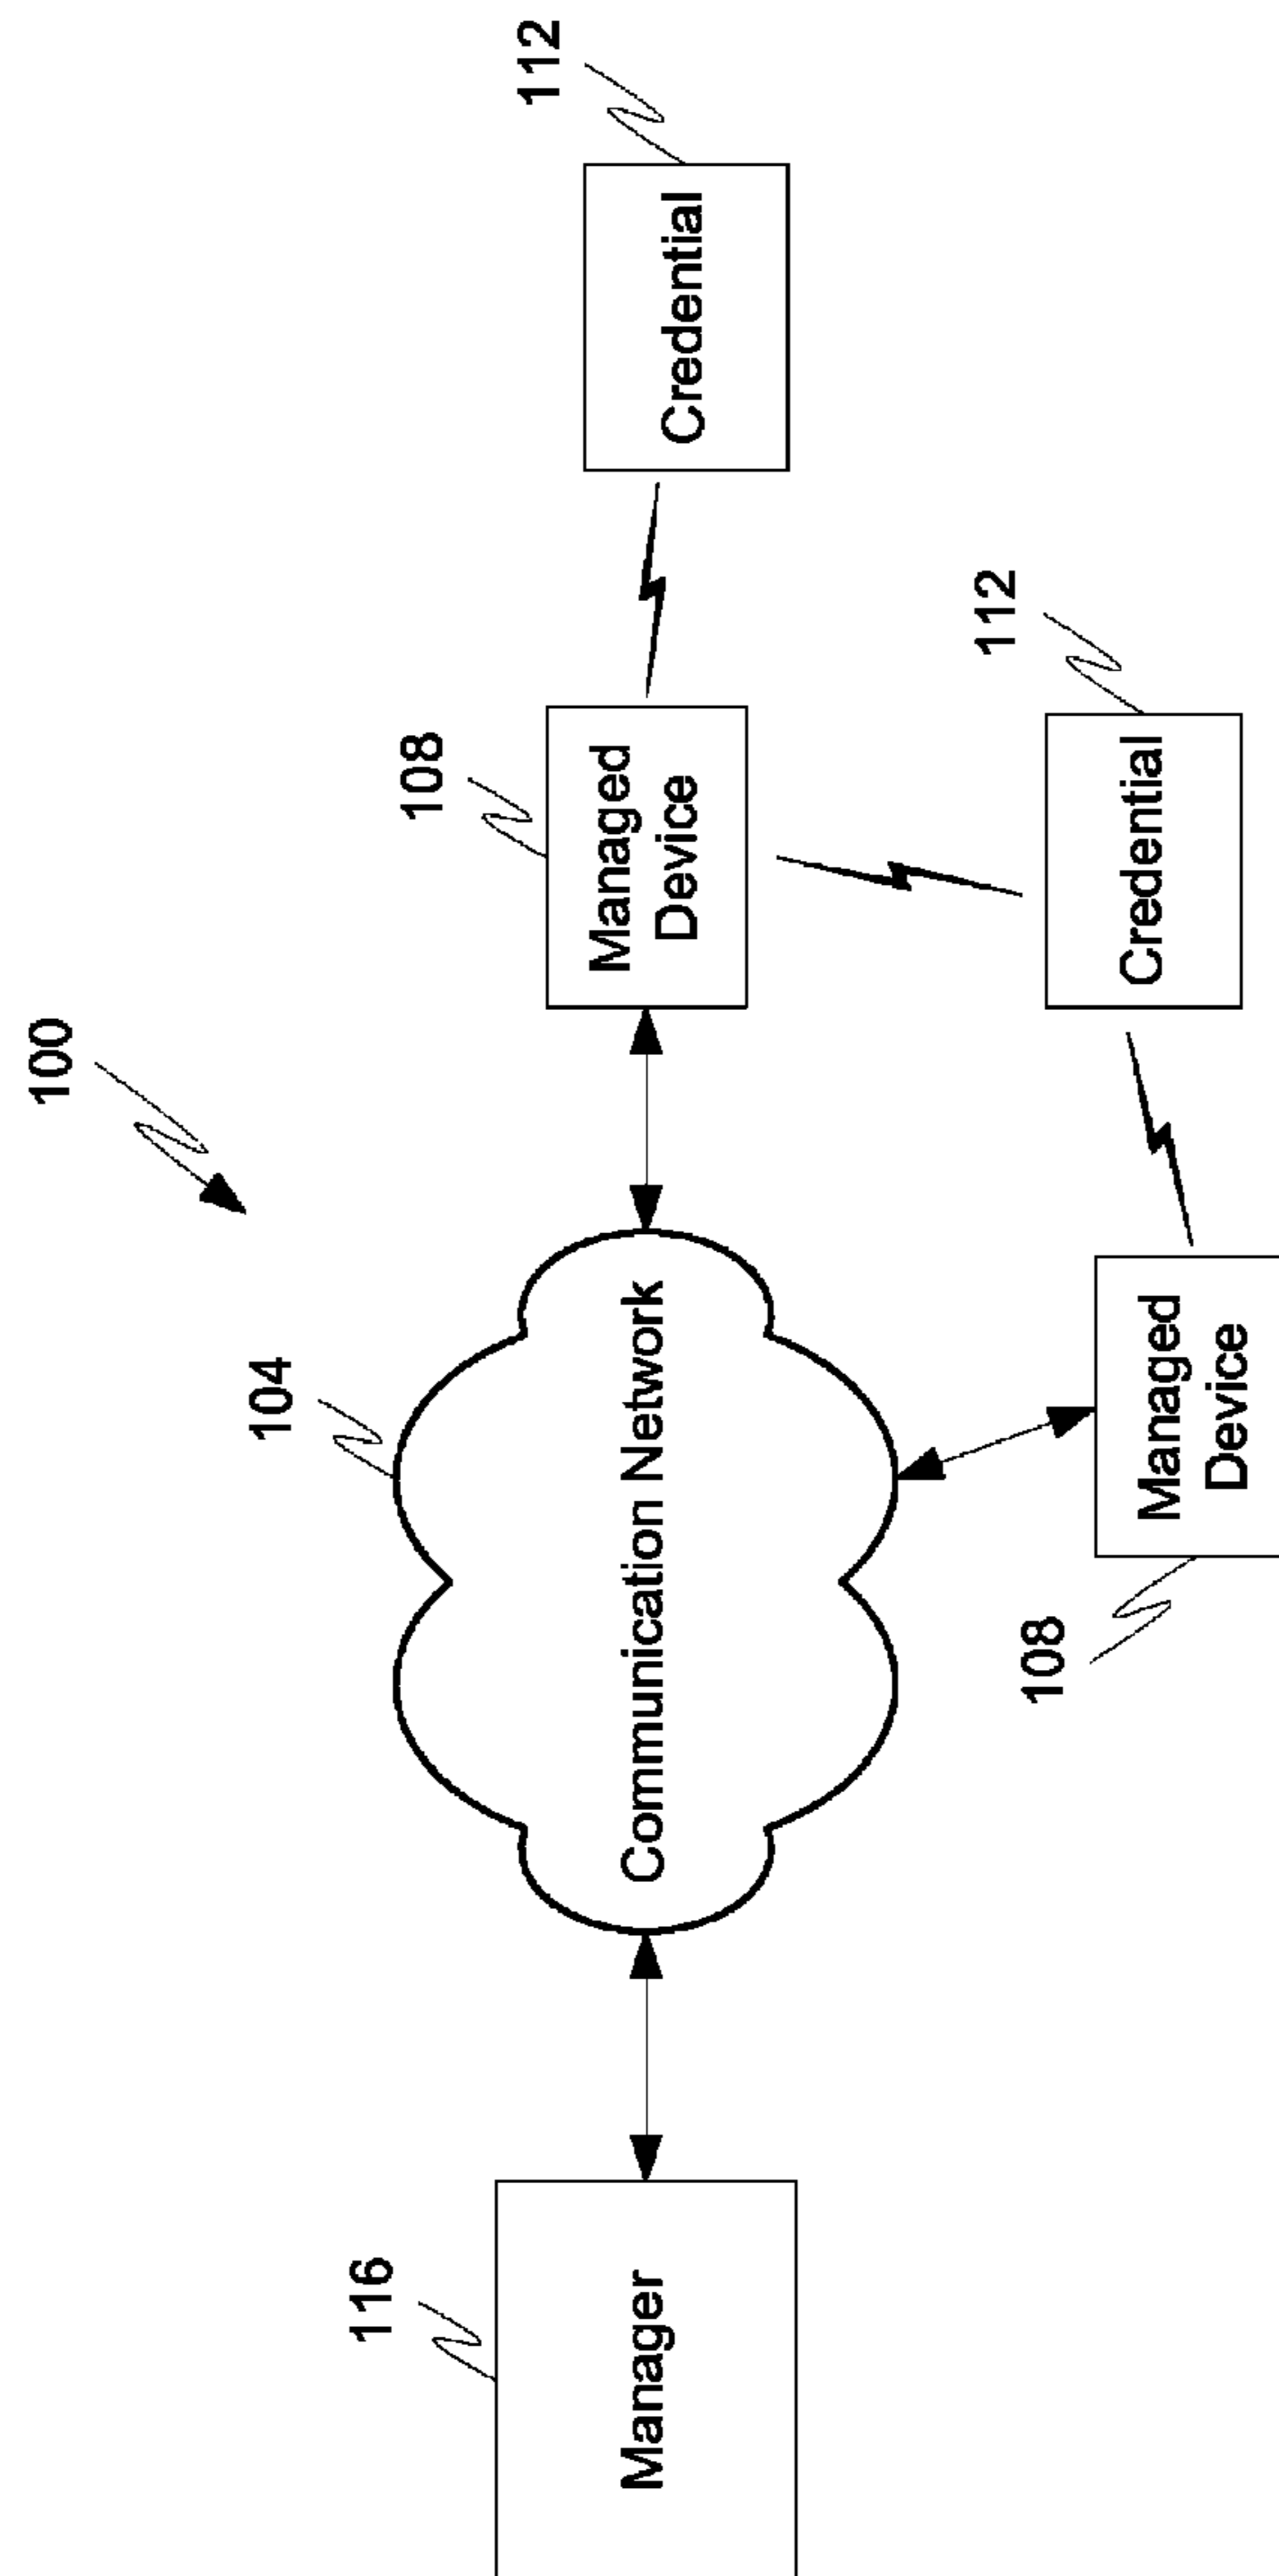 100
112
104
108
116
Credential
Managed
Device
Communication Network
Manager
112
Credential
108
Managed
Device